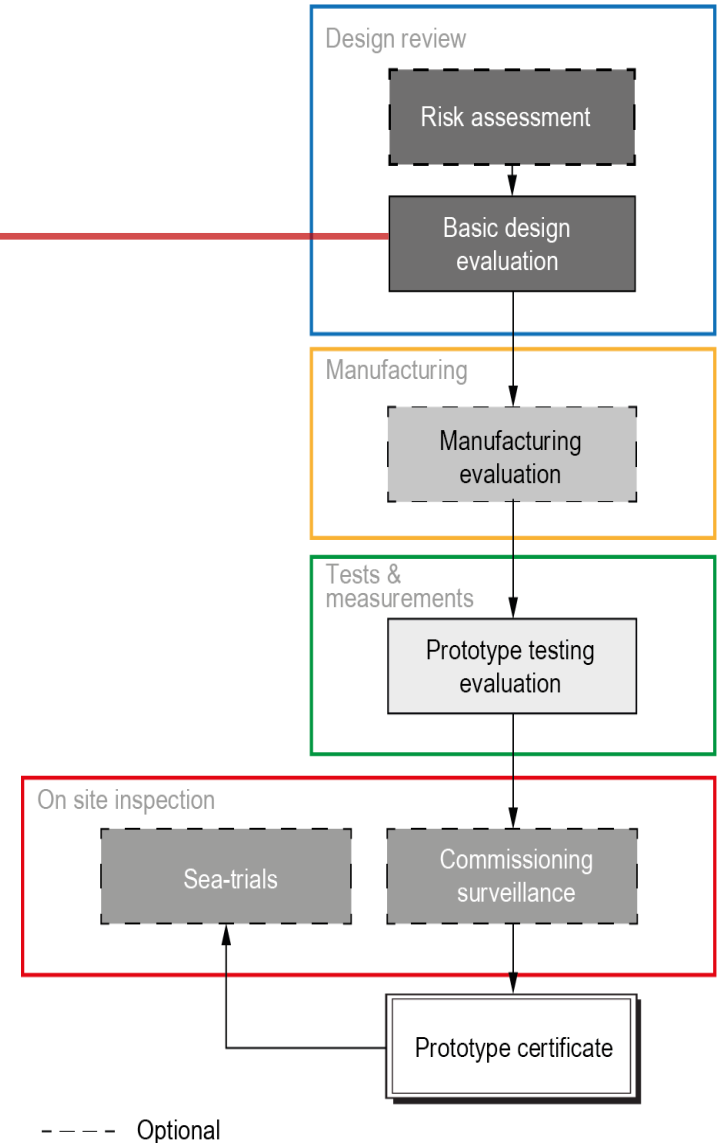 Design review
Risk assessment
Basic design
evaluation
Manufacturing
Manufacturing
evaluation
Tests &
measurements
Prototype testing
evaluation
On site inspection
Sea-trials
Commissioning
surveillance
Prototype certificate
Optional